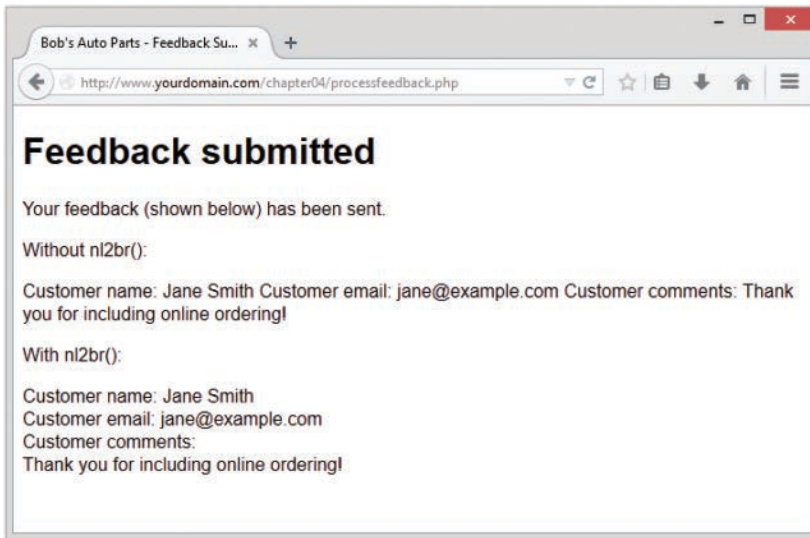 Bob's Auto Parts - Feedback Su...
http://www.yourdomain.com/chapter04/processfeedback.php
Feedback submitted
Your feedback (shown below) has been sent.
Without nl2br():
Customer name: Jane Smith Customer email: jane@example.com Customer comments: Thank
you for including online ordering!
With nl2br():
Customer name: Jane Smith
Customer email: jane@example.com
Customer comments:
Thank you for including online ordering!